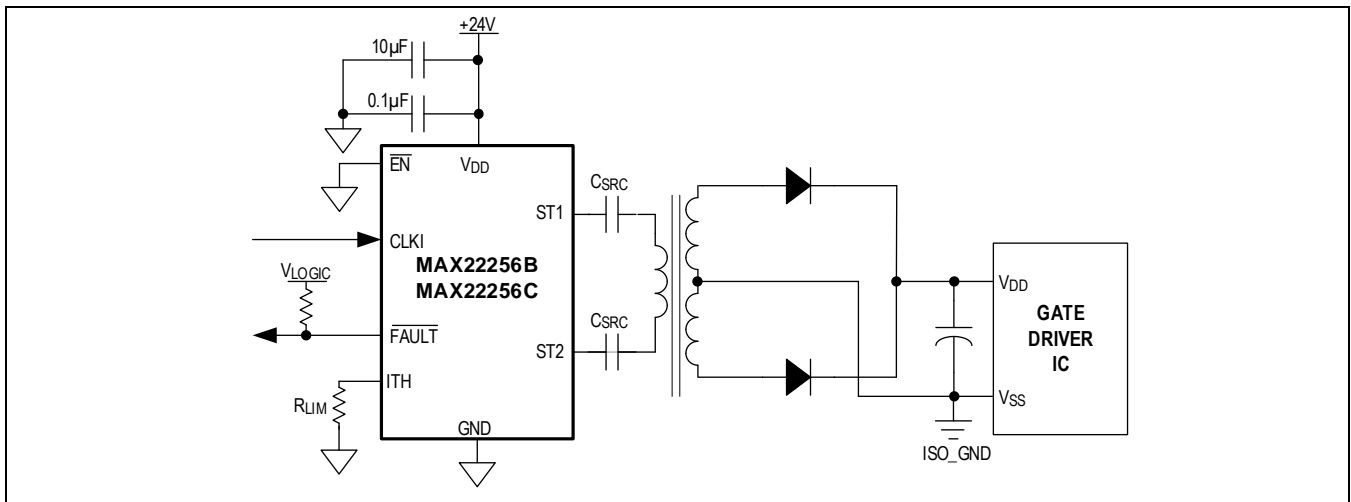 +24V
10µF
0.1µF
EN
VDD
CSRC
ST1
CLKI
MAX22256B
MAX22256C
VLOGIC
VDD
GATE
DRIVER
IC
CSRC
FAULT
ST2
ITH
RLIM
VSS
GND
ISO_GND